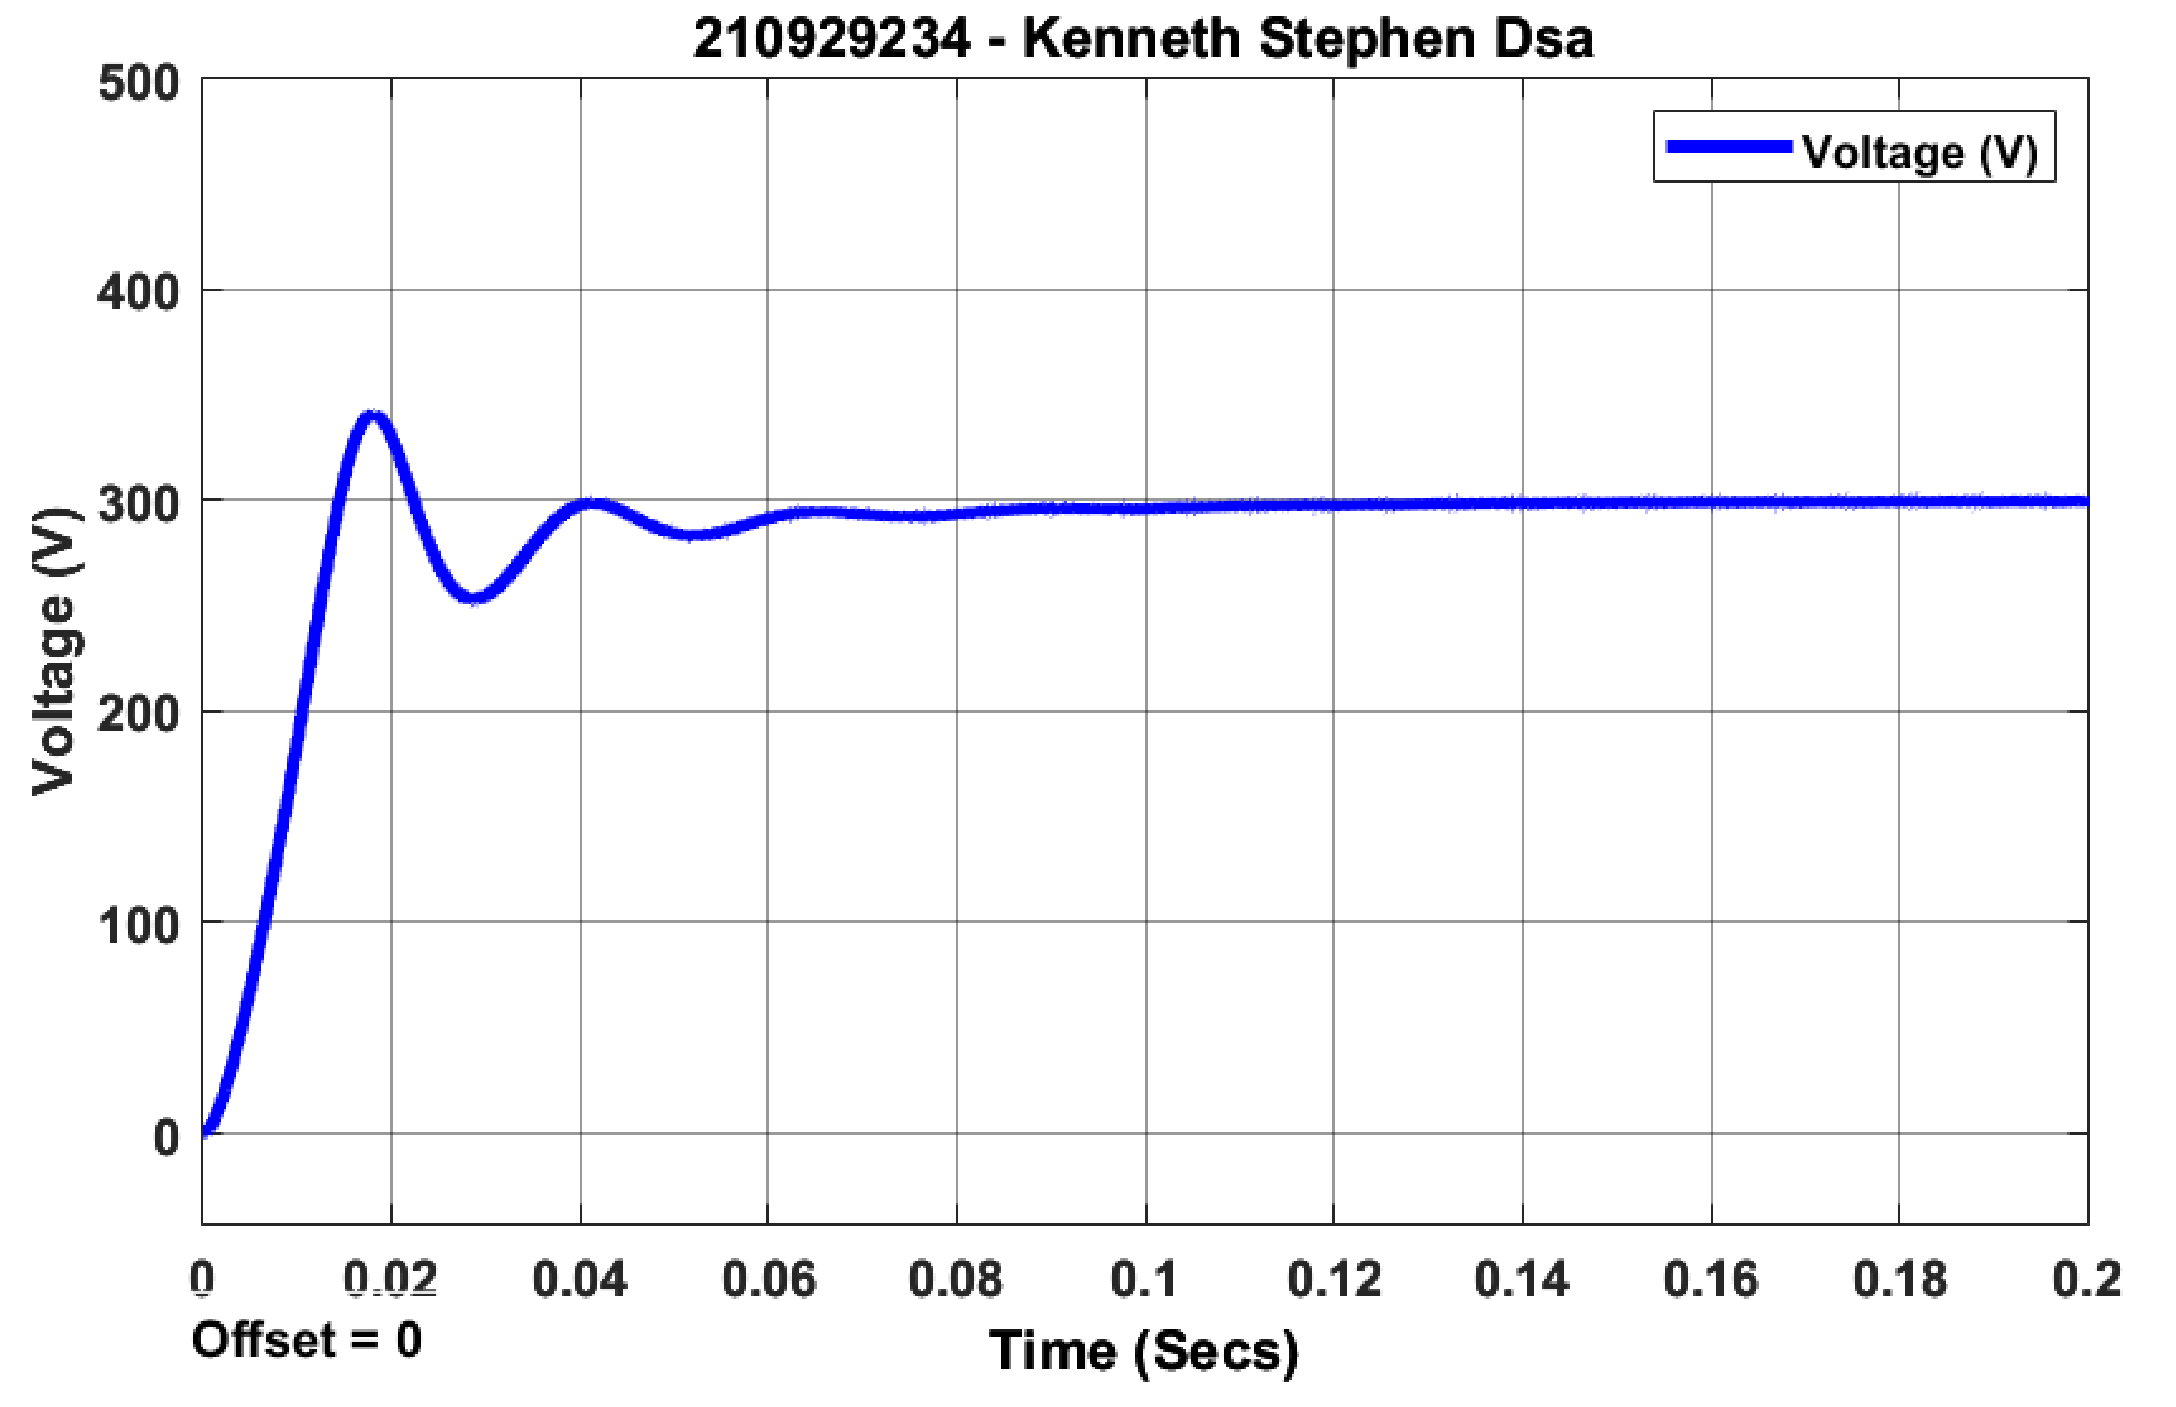 210929234 - Kenneth Stephen Dsa
500
400
300
200
100
0
Voltage (V)
Voltage (V)
0 0.02 0.04 0.06 0.08 0.1 0.12 0.14 0.16 0.18 0.2
Offset = 0
Time (Secs)